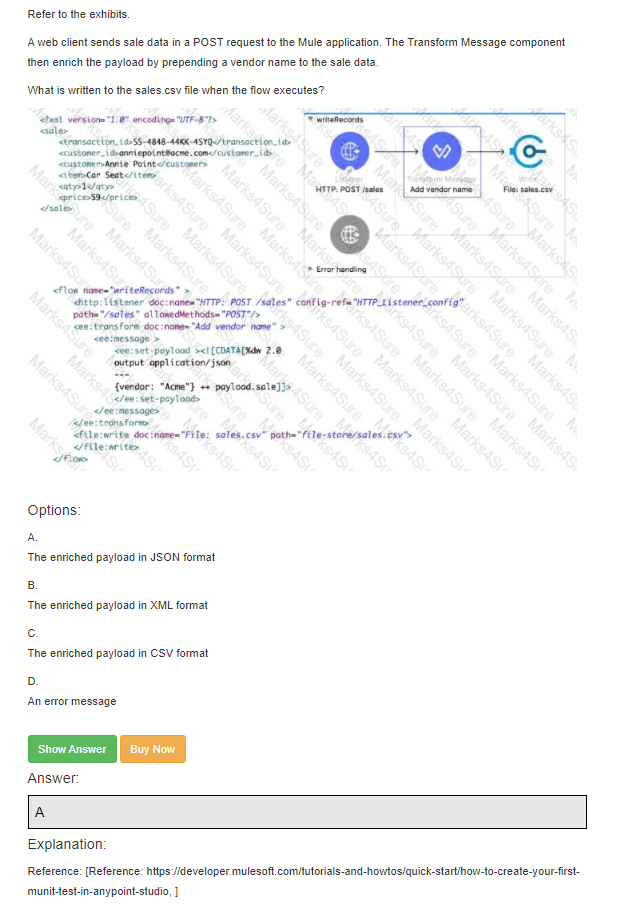 Refer to the exhibits.
A web client sends sale data in a POST request to the Mule application. The Transform Message component
then enrich the payload by prepending a vendor name to the sale data.
What is written to the sales.csv file when the flow executes?
<?xml version="1.0" encoding="UTF-8"?>
<sale>
<transaction_id>SS-4848-44KK-4SYQ</transaction_id>
<customer_id>anniepoint@acme.com</customer_id>
<customer>Annie Point</customer>
<item>Car Seat</item>
<qty>1</qty>
<price>59</price>
</sale>
writeRecords
Listener
HTTP: POST /sales
Transform Message
Add vendor name
Write
File: sales.csv
Error handling
<flow name="writeRecords" >
<http:listener doc:name="HTTP: POST /sales" config-ref="HTTP_Listener_config"
path="/sales" allowedMethods="POST"/>
<ee:transform doc:name="Add vendor name" >
<ee:message >
<ee:set-payload ><![CDATA[%dw 2.0
output application/json
---
{vendor: "Acme"} ++ payload.sale]]>
</ee:set-payload>
</ee:message>
</ee:transform>
<file:write doc:name="File: sales.csv" path="file-store/sales.csv">
</file:write>
</flow>
Options:
A.
The enriched payload in JSON format
B.
The enriched payload in XML format
C.
The enriched payload in CSV format
D.
An error message
Show Answer Buy Now
Answer:
A
Explanation:
Reference: [Reference: https://developer.mulesoft.com/tutorials-and-howtos/quick-start/how-to-create-your-first-
munit-test-in-anypoint-studio, ]